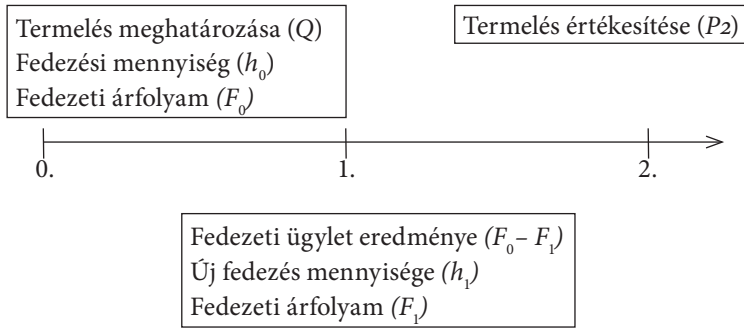 Termelés meghatározása (Q)
Fedezési mennyiség (h₀)
Fedezeti árfolyam (F₀)
Termelés értékesítése (P2)
0.
1.
2.
Fedezeti ügylet eredménye (F₀– F₁)
Új fedezés mennyisége (h₁)
Fedezeti árfolyam (F₁)